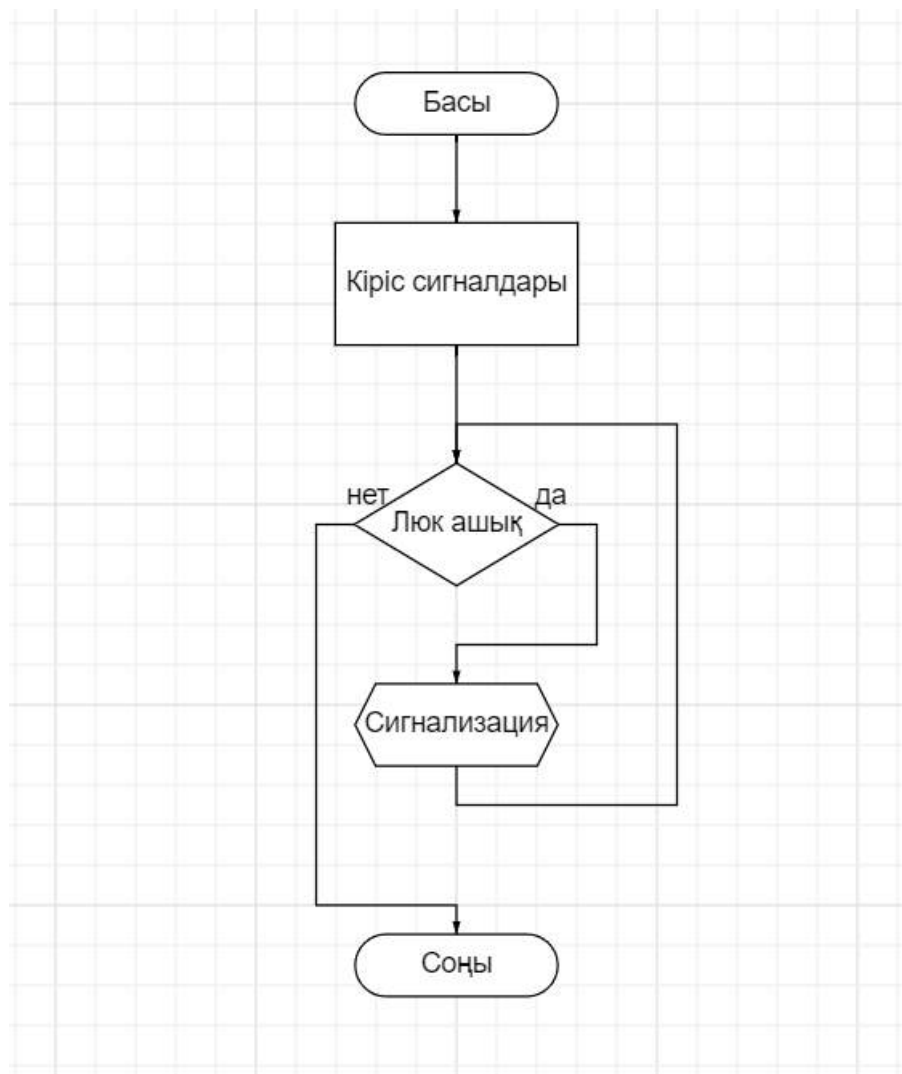 Басы
Кіріс сигналдары
нет
да
Люк ашық
Сигнализация
Соңы